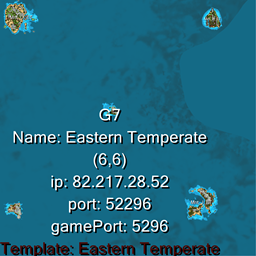 G7
Name: Eastern Temperate
(6,6)
ip: 82.217.28.52
port: 52296
gamePort: 5296
Template: Eastern Temperate